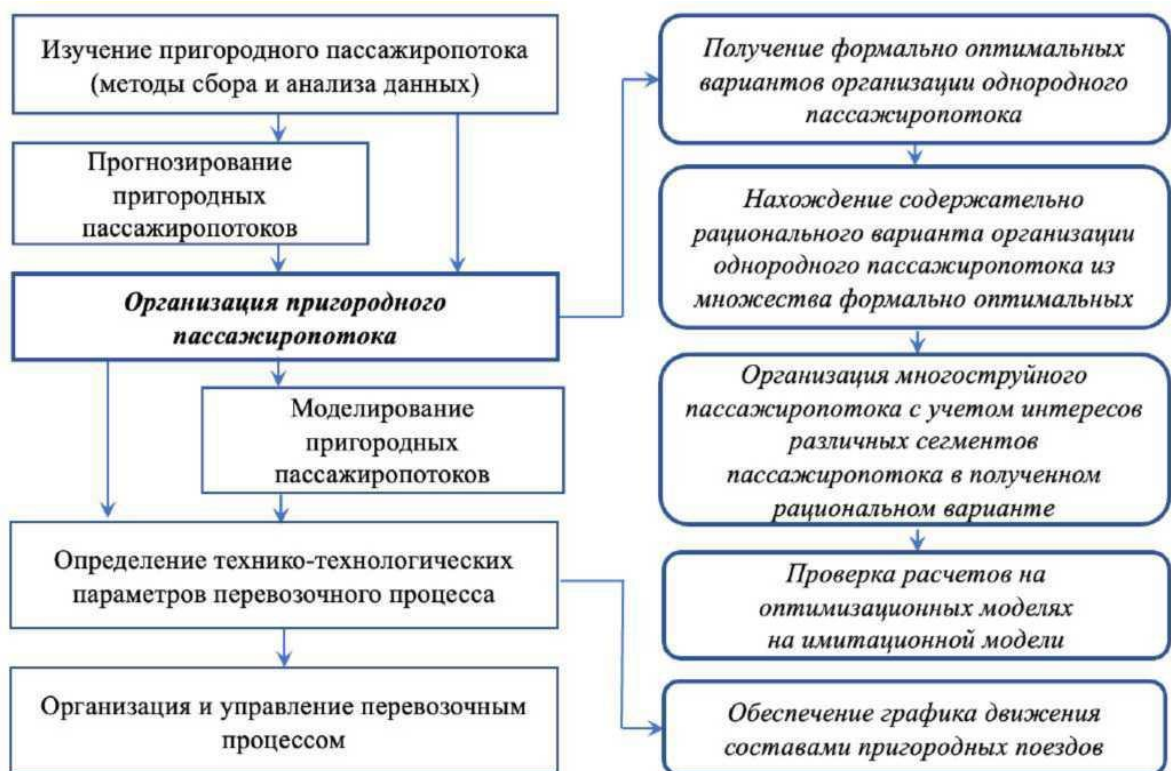 Изучение пригородного пассажиропотока
(методы сбора и анализа данных)
Прогнозирование
пригородных
пассажиропотоков
Организация пригородного
пассажиропотока
Моделирование
пригородных
пассажиропотоков
Определение технико-технологических
параметров перевозочного процесса
Организация и управление перевозочным
процессом
Получение формально оптимальных
вариантов организации однородного
пассажиропотока
Нахождение содержательно
рационального варианта организации
однородного пассажиропотока из
множества формально оптимальных
Организация многоструйного
пассажиропотока с учетом интересов
различных сегментов
пассажиропотока в полученном
рациональном варианте
Проверка расчетов на
оптимизационных моделях
на имитационной модели
Обеспечение графика движения
составами пригородных поездов